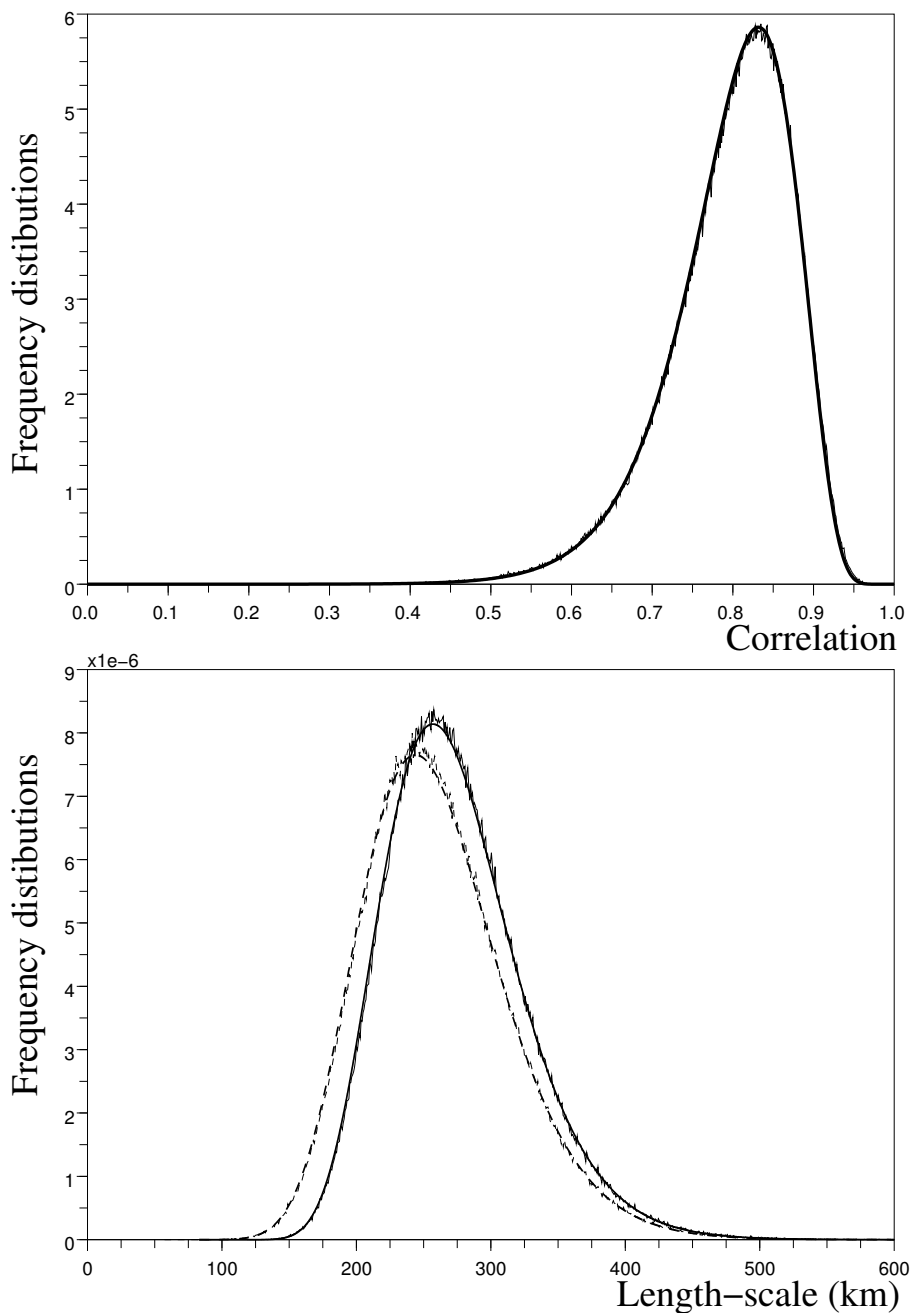 6
5
4
3
2
1
0
Frequency distibutions
0.0 0.1 0.2 0.3 0.4 0.5 0.6 0.7 0.8 0.9 1.0
Correlation
x1e−6
9
8
7
6
5
4
3
2
1
0
Frequency distibutions
0 100 200 300 400 500 600
Length−scale (km)